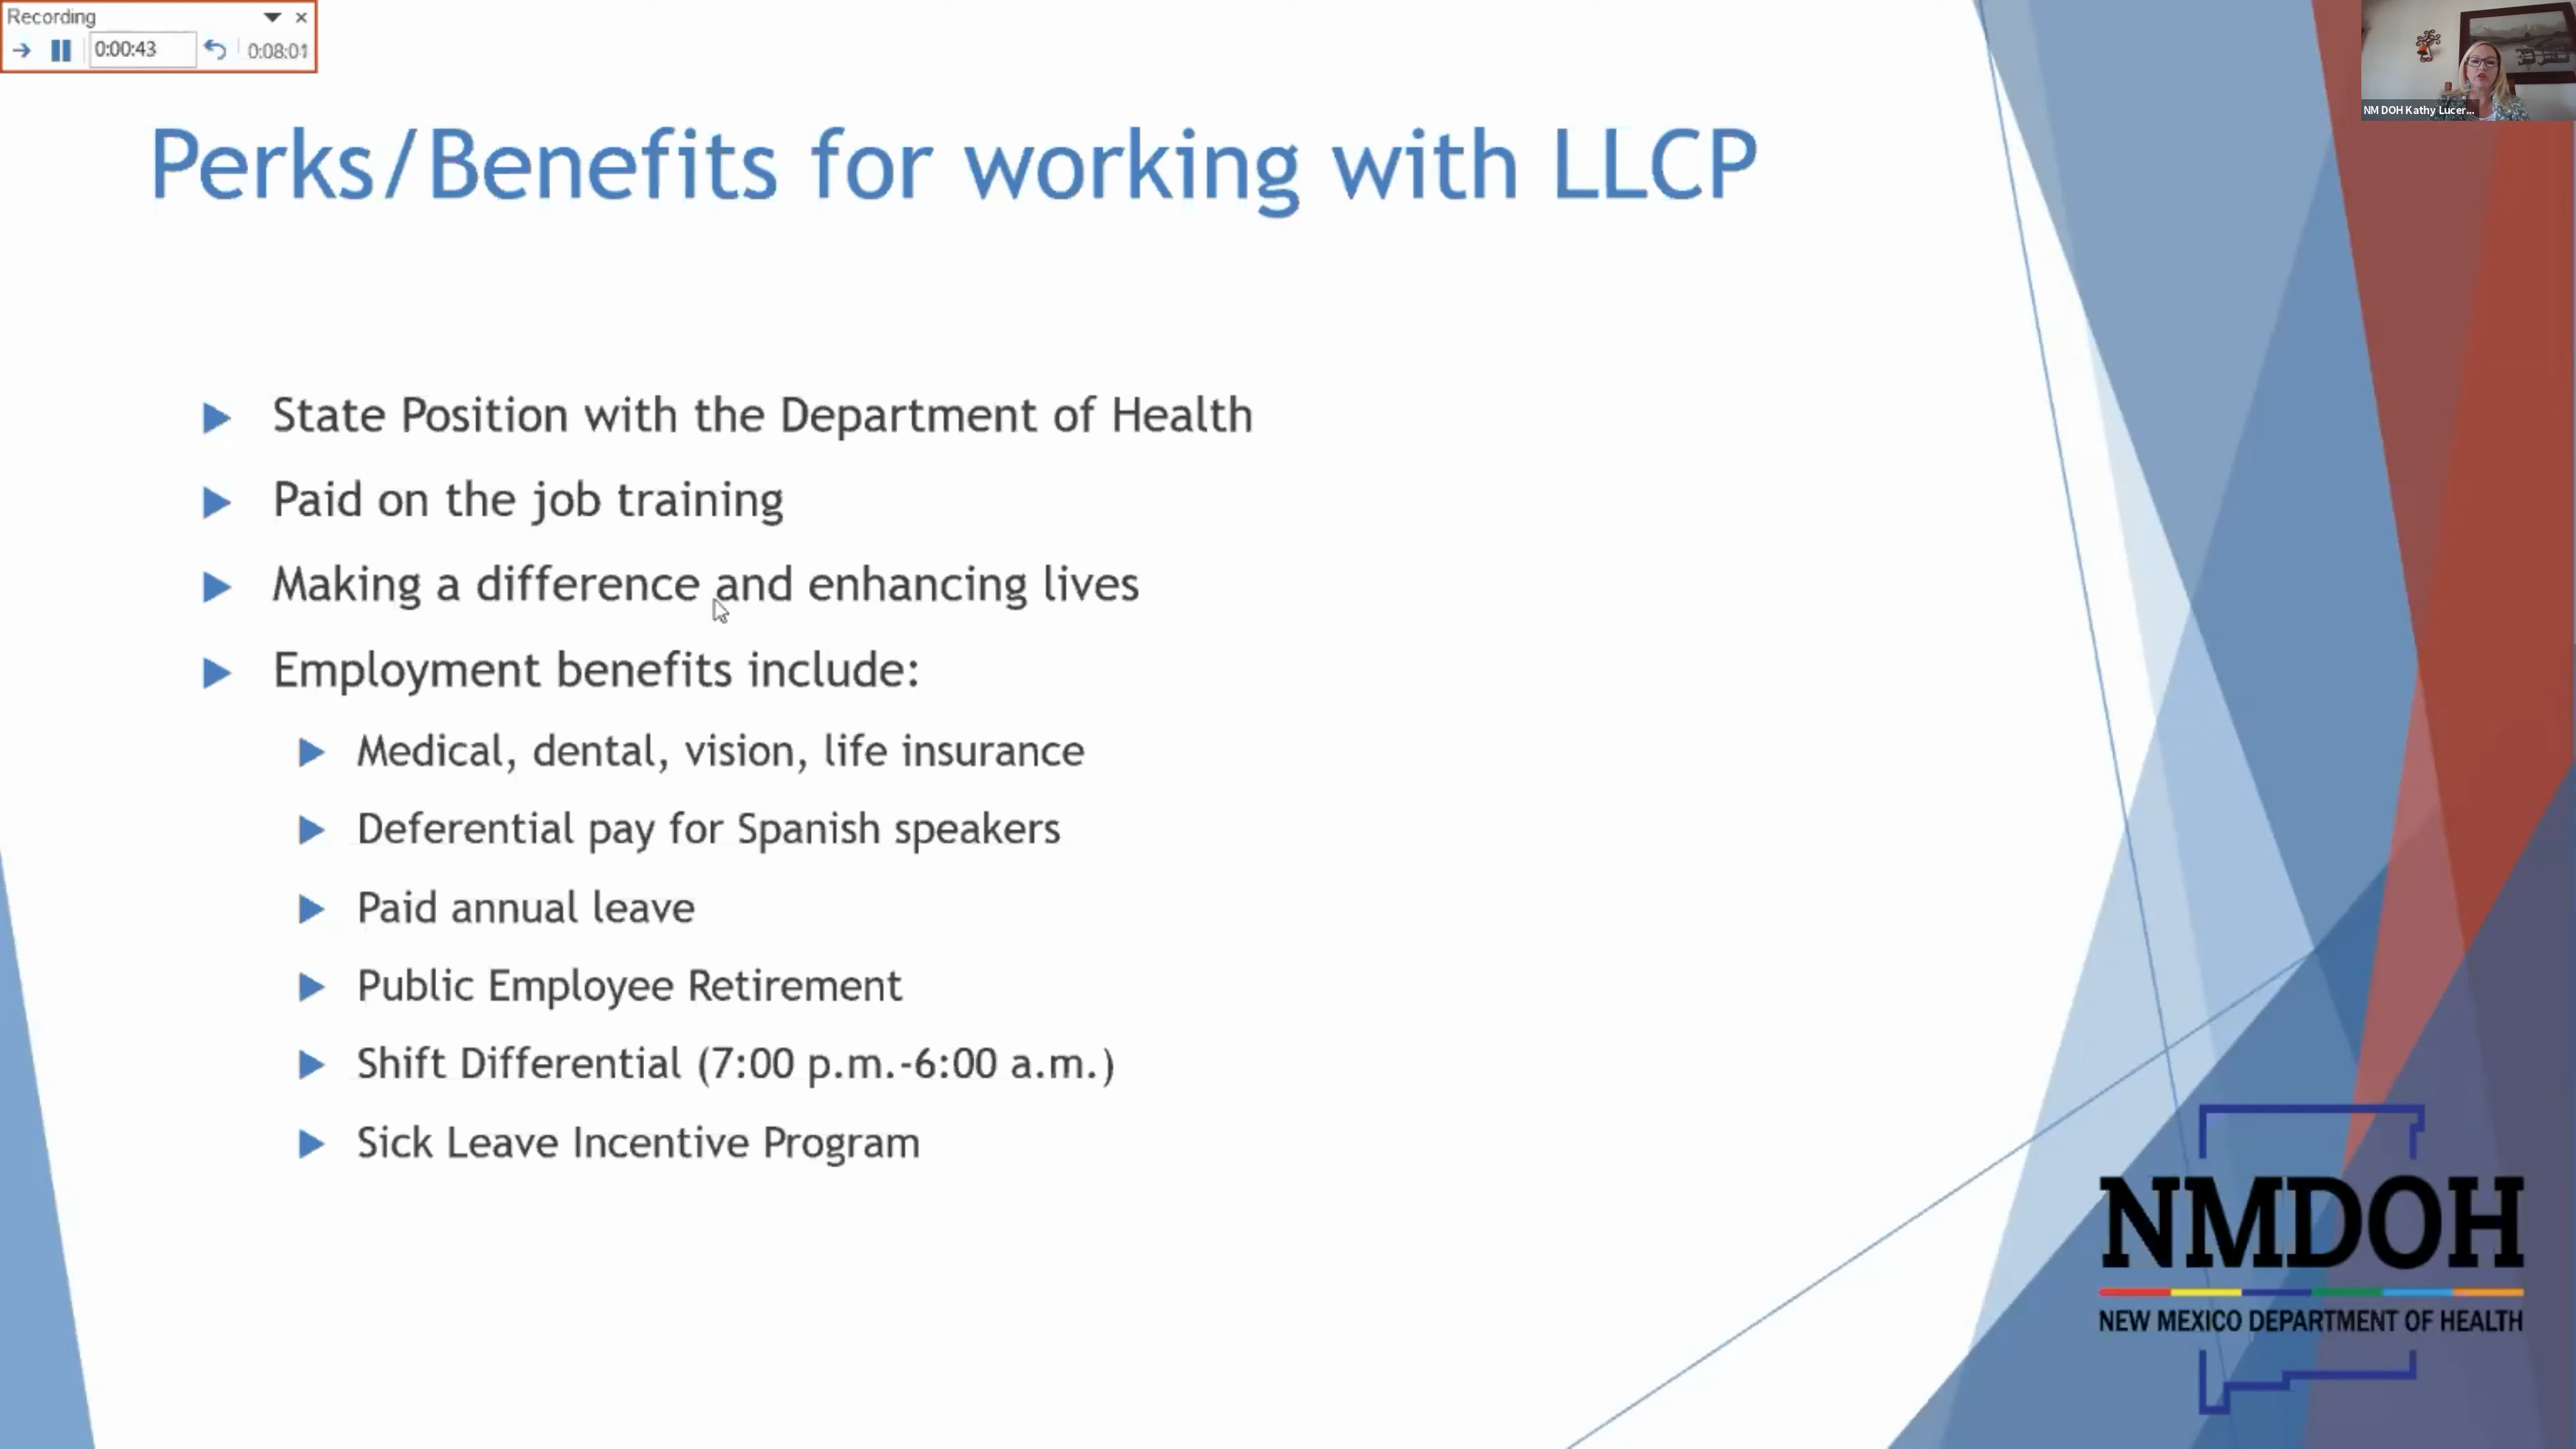 Recording
0:00:43 0:08:01
NM DOH Kathy Lucer...
Perks/Benefits for working with LLCP
State Position with the Department of Health
Paid on the job training
Making a difference and enhancing lives
Employment benefits include:
Medical, dental, vision, life insurance
Deferential pay for Spanish speakers
Paid annual leave
Public Employee Retirement
Shift Differential (7:00 p.m.-6:00 a.m.)
Sick Leave Incentive Program
NMDOH
NEW MEXICO DEPARTMENT OF HEALTH